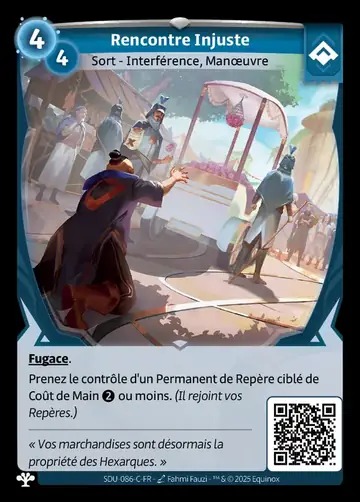 4
4
Rencontre Injuste
Sort - Interférence, Manœuvre
Fugace.
Prenez le contrôle d'un Permanent de Repère ciblé de
Coût de Main 2 ou moins. (Il rejoint vos
Repères.)
« Vos marchandises sont désormais la
propriété des Hexarques. »
SDU-086-C-FR - Fahmi Fauzi - ™ & © 2025 Equinox